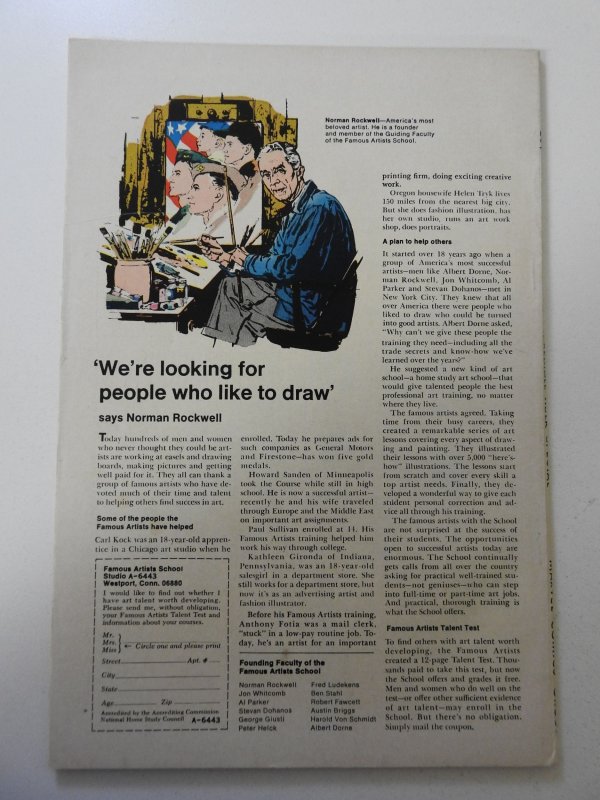 Norman Rockwell—America's most
beloved artist. He is a founder
and member of the Guiding Faculty
of the Famous Artists School.
'We're looking for
people who like to draw'
says Norman Rockwell
Today hundreds of men and women
who never thought they could be art-
ists are working at easels and drawing
boards, making pictures and getting
well paid for it. They all can thank a
group of famous artists who have de-
voted much of their time and talent
to helping others find success in art.
Some of the people the
Famous Artists have helped
Carl Kock was an 18-year-old appren-
tice in a Chicago art studio when he
Famous Artists School
Studio A-6443
Westport, Conn. 06880
I would like to find out whether I
have art talent worth developing.
Please send me, without obligation,
your Famous Artists Talent Test and
information about your courses.
Mr.
Mrs.
Miss
← Circle one and please print
Street Apt. #
City
State
Age Zip
Accredited by the Accrediting Commission
National Home Study Council A-6443
enrolled. Today he prepares ads for
such companies as General Motors
and Firestone—has won five gold
medals.
Howard Sanden of Minneapolis
took the Course while still in high
school. He is now a successful artist—
recently he and his wife traveled
through Europe and the Middle East
on important art assignments.
Paul Sullivan enrolled at 44. His
Famous Artists training helped him
work his way through college.
Kathleen Gironda of Indiana,
Pennsylvania, was an 18-year-old
salesgirl in a department store. She
still works for a department store, but
now it's as an advertising artist and
fashion illustrator.
Before his Famous Artists training,
Anthony Fotia was a mail clerk,
"stuck" in a low-pay routine job. To-
day, he's an artist for an important
Founding Faculty of the
Famous Artists School
Norman Rockwell
Jon Whitcomb
Al Parker
Stevan Dohanos
George Giusti
Peter Helck
Fred Ludekens
Ben Stahl
Robert Fawcett
Austin Briggs
Harold Von Schmidt
Albert Dorne
printing firm, doing exciting creative
work.
Oregon housewife Helen Tryk lives
150 miles from the nearest big city.
But she does fashion illustration, has
her own studio, runs an art work
shop, does portraits.
A plan to help others
It started over 18 years ago when a
group of America's most successful
artists—men like Albert Dorne, Nor-
man Rockwell, Jon Whitcomb, Al
Parker and Stevan Dohanos—met in
New York City. They knew that all
over America there were people who
liked to draw who could be turned
into good artists. Albert Dorne asked,
"Why can't we give these people the
training they need—including all the
trade secrets and know-how we've
learned over the years?"
He suggested a new kind of art
school—a home study art school—that
would give talented people the best
professional art training, no matter
where they live.
The famous artists agreed. Taking
time from their busy careers, they
created a remarkable series of art
lessons covering every aspect of draw-
ing and painting. They illustrated
their lessons with over 5,000 "here's-
how" illustrations. The lessons start
from scratch and cover every skill a
top artist needs. Finally, they de-
veloped a wonderful way to give each
student personal correction and ad-
vice all through his training.
The famous artists with the School
are not surprised at the success of
their students. The opportunities
open to successful artists today are
enormous. The School continually
gets calls from all over the country
asking for practical well-trained stu-
dents—not geniuses—who can step
into full-time or part-time art jobs.
And practical, thorough training is
what the School offers.
Famous Artists Talent Test
To find others with art talent worth
developing, the Famous Artists
created a 12-page Talent Test. Thou-
sands paid to take this test, but now
the School offers and grades it free.
Men and women who do well on the
test—or offer other sufficient evidence
of art talent—may enroll in the
School. But there's no obligation.
Simply mail the coupon.